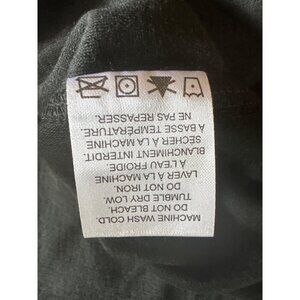 MACHINE WASH COLD.
DO NOT BLEACH.
TUMBLE DRY LOW.
DO NOT IRON.
LAVER À LA MACHINE
À L'EAU FROIDE.
BLANCHIMENT INTERDIT.
SÉCHER À LA MACHINE
À BASSE TEMPÉRATURE.
NE PAS REPASSER.